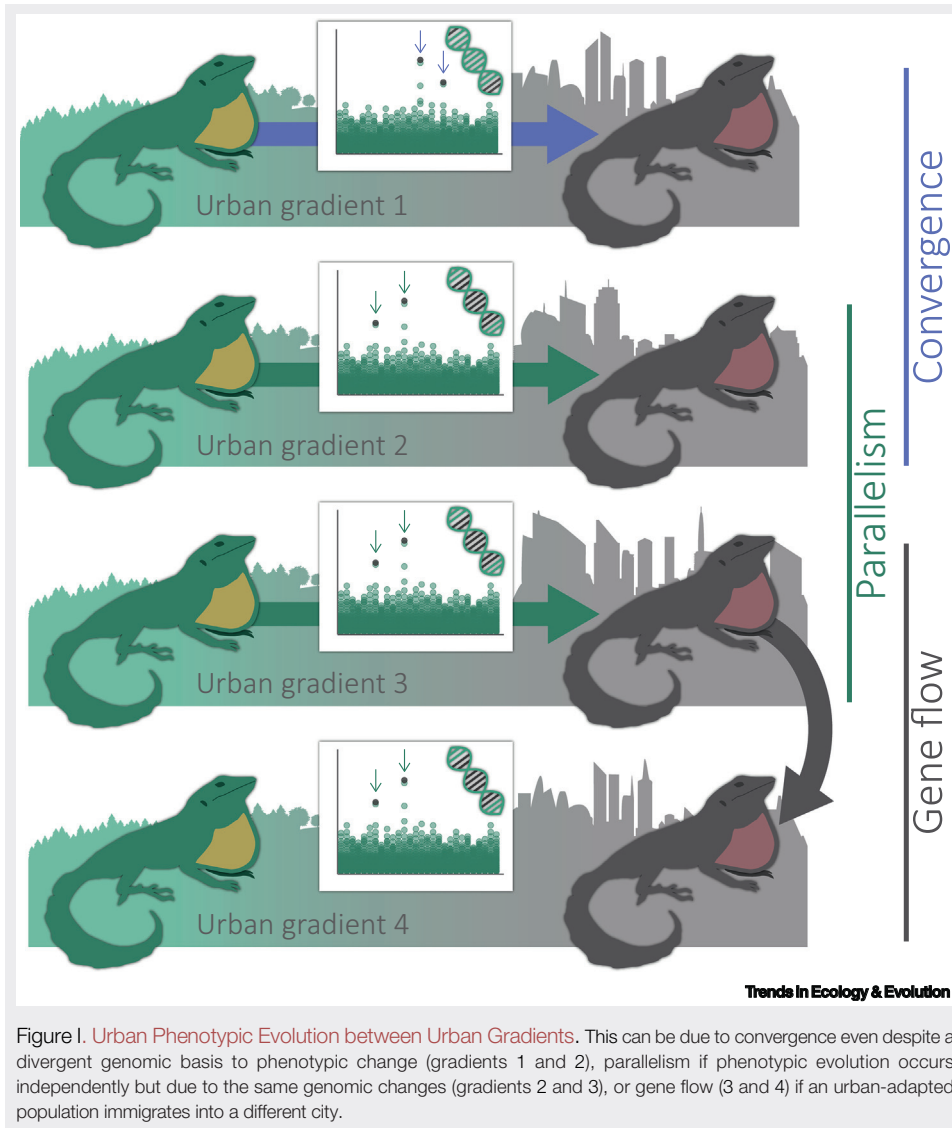 Urban gradient 1
Convergence
Urban gradient 2
Parallelism
Urban gradient 3
Gene flow
Urban gradient 4
Trends in Ecology & Evolution
Figure I. Urban Phenotypic Evolution between Urban Gradients. This can be due to convergence even despite a
divergent genomic basis to phenotypic change (gradients 1 and 2), parallelism if phenotypic evolution occurs
independently but due to the same genomic changes (gradients 2 and 3), or gene flow (3 and 4) if an urban-adapted
population immigrates into a different city.